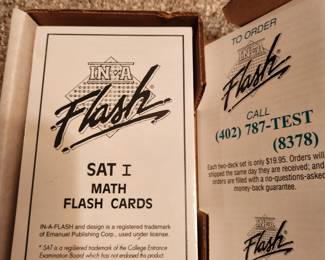 IN·A
Flash®
SAT I
MATH
FLASH CARDS
IN-A-FLASH and design is a registered trademark
of Emanuel Publishing Corp., used under license.
* SAT is a registered trademark of the College Entrance
Examination Board which has not endorsed this product.
TO ORDER
IN·A
Flash
CALL
(402) 787-TEST
(8378)
Each two-deck set is only $19.95. Orders will
shipped the same day they are received; and
orders are filled with a no-questions-asked
money-back guarantee.
IN·A
Flash